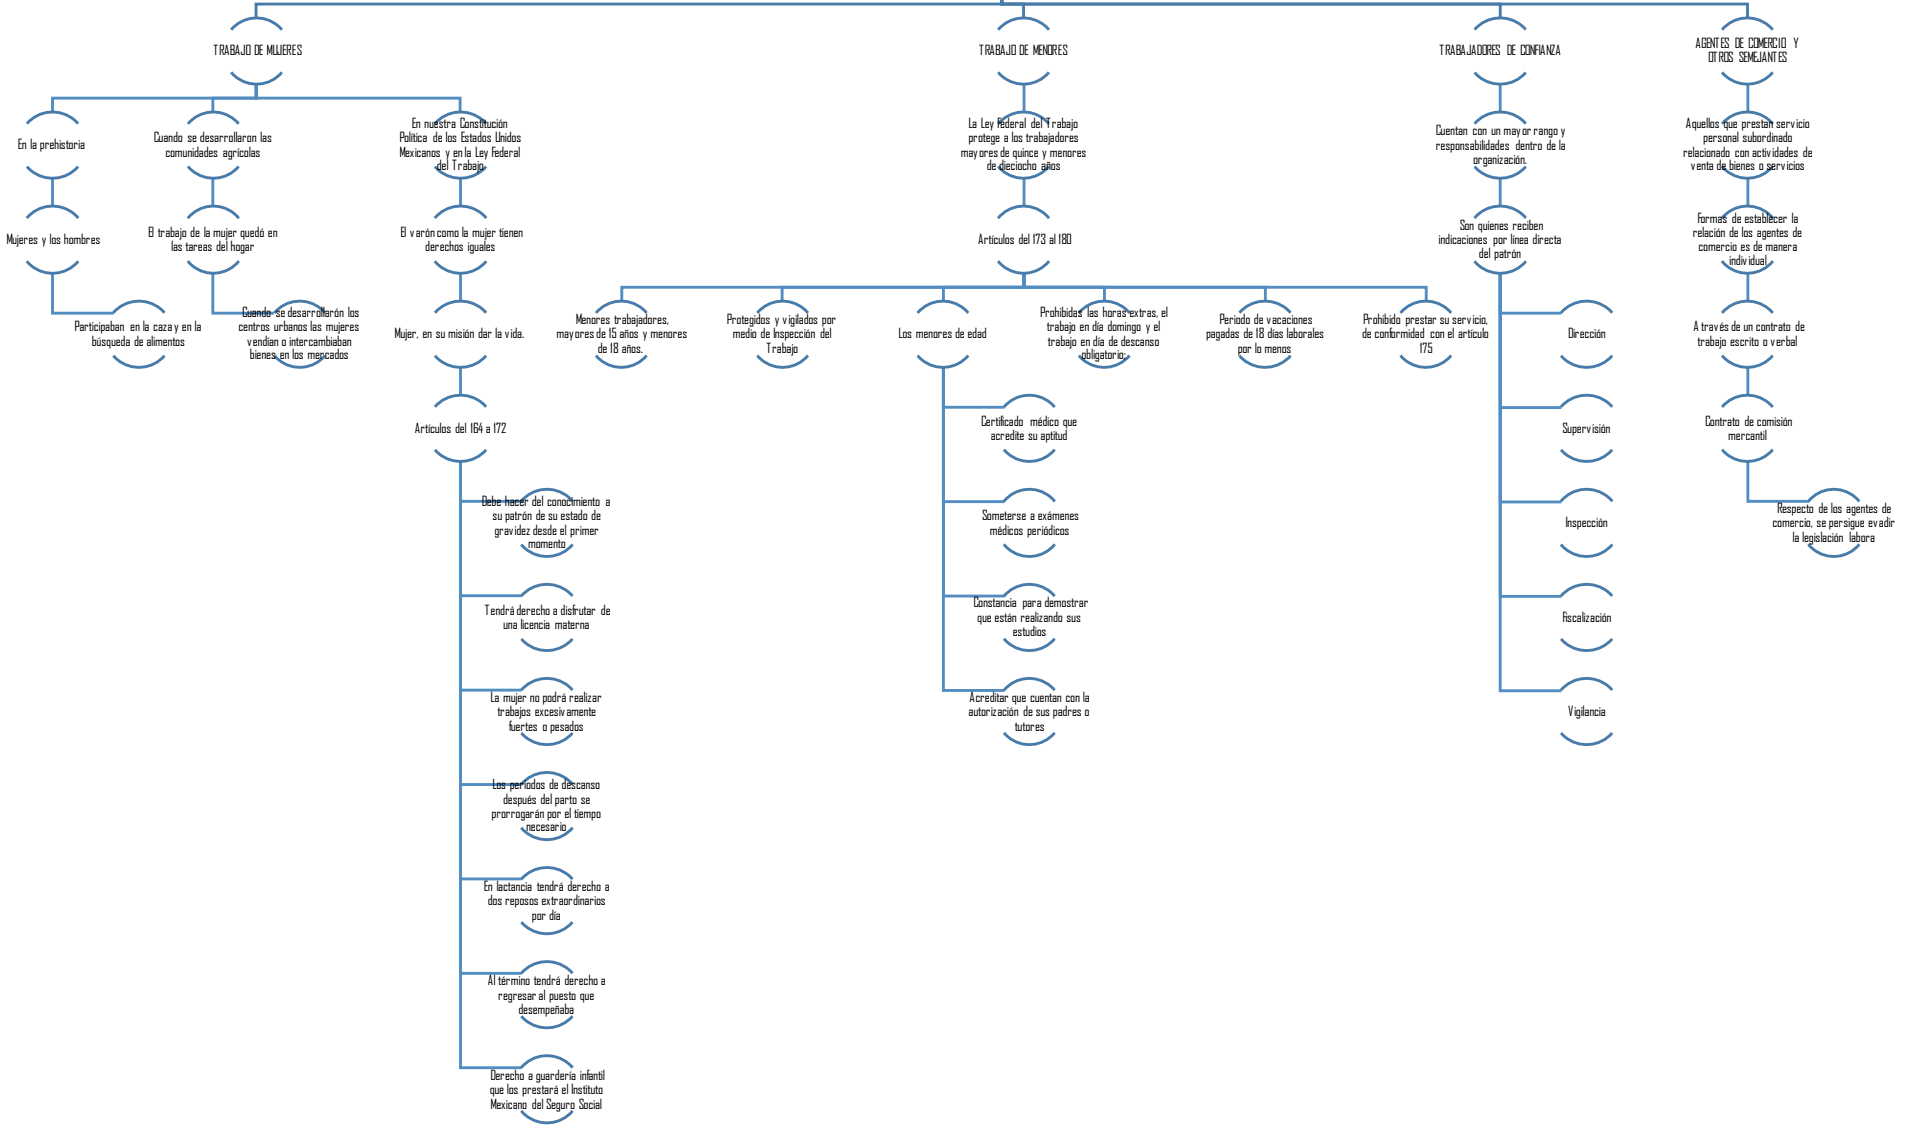 TRABAJO DE MUJERES
En la prehistoria
Mujeres y los hombres
Participaban en la caza y en la
búsqueda de alimentos
Cuando se desarrollaron las
comunidades agrícolas
El trabajo de la mujer quedó en
las tareas del hogar
Cuando se desarrollarón los
centros urbanos las mujeres
vendían o intercambiaban
bienes en los mercados
En nuestra Constitución
Política de los Estados Unidos
Mexicanos y en la Ley Federal
del Trabajo
El varón como la mujer tienen
derechos iguales
Mujer, en su misión dar la vida.
Artículos del 164 a 172
Debe hacer del conocimiento a
su patrón de su estado de
gravidez desde el primer
momento
Tendrá derecho a disfrutar de
una licencia materna
La mujer no podrá realizar
trabajos excesivamente
fuertes o pesados
Los periodos de descanso
después del parto se
prorrogarán por el tiempo
necesario
En lactancia tendrá derecho a
dos reposos extraordinarios
por día
Al término tendrá derecho a
regresar al puesto que
desempeñaba
Derecho a guardería infantil
que los prestará el Instituto
Mexicano del Seguro Social
TRABAJO DE MENORES
La Ley Federal del Trabajo
protege a los trabajadores
mayores de quince y menores
de dieciocho años
Artículos del 173 al 180
Menores trabajadores,
mayores de 15 años y menores
de 18 años.
Protegidos y vigilados por
medio de Inspección del
Trabajo
Los menores de edad
Certificado médico que
acredite su aptitud
Someterse a exámenes
médicos periódicos
Constancia para demostrar
que están realizando sus
estudios
Acreditar que cuentan con la
autorización de sus padres o
tutores
Prohibidas las horas extras, el
trabajo en día domingo y el
trabajo en día de descanso
obligatorio;
Periodo de vacaciones
pagadas de 18 días laborales
por lo menos
Prohibido prestar su servicio,
de conformidad con el artículo
175
TRABAJADORES DE CONFIANZA
Cuentan con un mayor rango y
responsabilidades dentro de la
organización.
Son quienes reciben
indicaciones por línea directa
del patrón
Dirección
Supervisión
Inspección
Fiscalización
Vigilancia
AGENTES DE COMERCIO Y
OTROS SEMEJANTES
Aquellos que prestan servicio
personal subordinado
relacionado con actividades de
venta de bienes o servicios
Formas de establecer la
relación de los agentes de
comercio es de manera
individual
A través de un contrato de
trabajo escrito o verbal
Contrato de comisión
mercantil
Respecto de los agentes de
comercio, se persigue evadir
la legislación labora